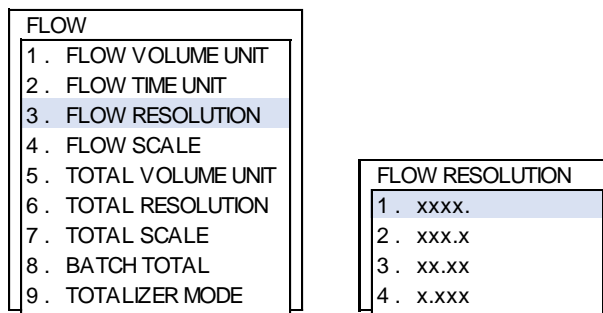 FLOW
1 . FLOW VOLUME UNIT
2 . FLOW TIME UNIT
3 . FLOW RESOLUTION
4 . FLOW SCALE
5 . TOTAL VOLUME UNIT
6 . TOTAL RESOLUTION
7 . TOTAL SCALE
8 . BATCH TOTAL
9 . TOTALIZER MODE
FLOW RESOLUTION
1 . xxxx.
2 . xxx.x
3 . xx.xx
4 . x.xxx